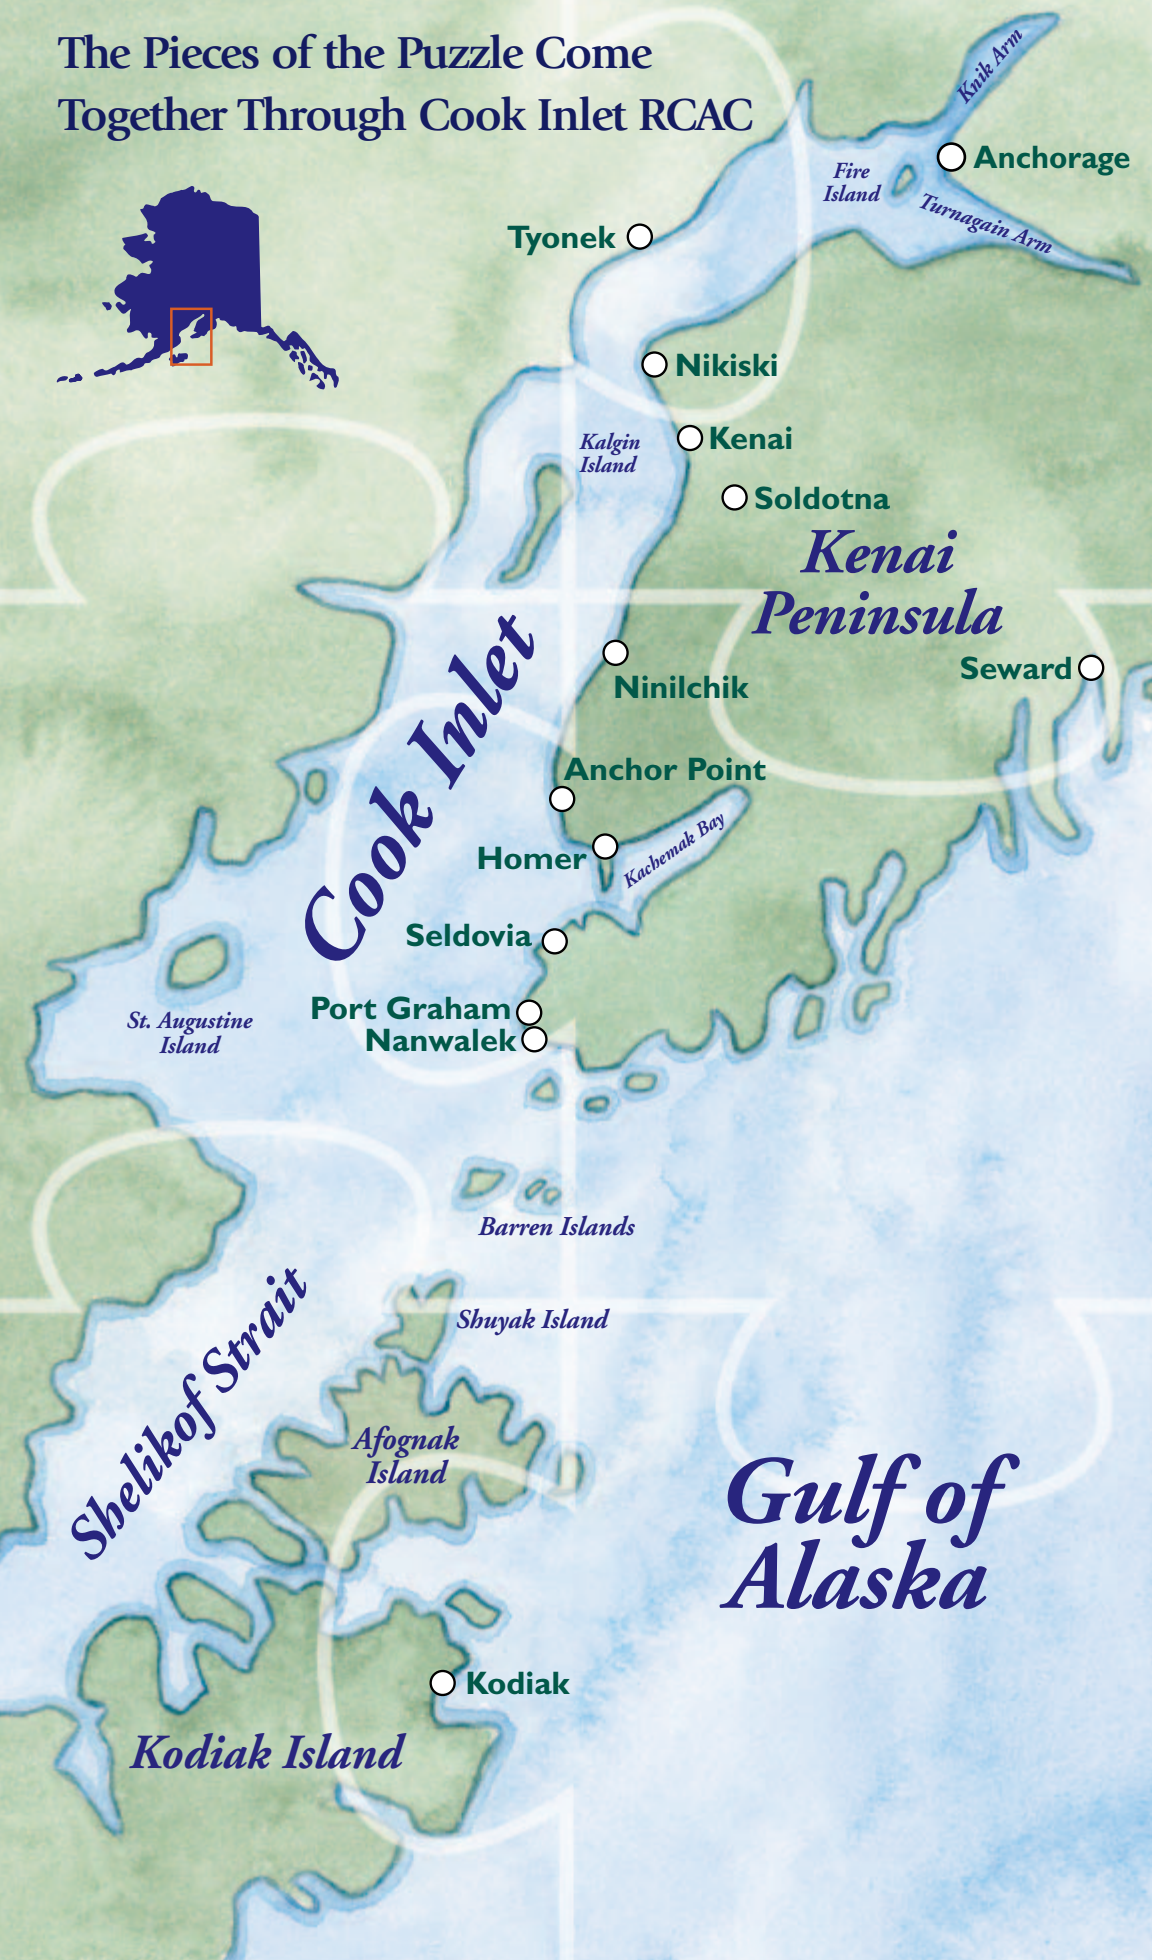 The Pieces of the Puzzle Come
Together Through Cook Inlet RCAC
Knik Arm
Anchorage
Fire
Island
Turnagain Arm
Tyonek
Nikiski
Kalgin
Island
Kenai
Soldotna
Kenai
Peninsula
Cook Inlet
Ninilchik
Seward
Anchor Point
Homer
Kachemak Bay
Seldovia
Port Graham
Nanwalek
St. Augustine
Island
Barren Islands
Shelikof Strait
Shuyak Island
Afognak
Island
Gulf of
Alaska
Kodiak
Kodiak Island